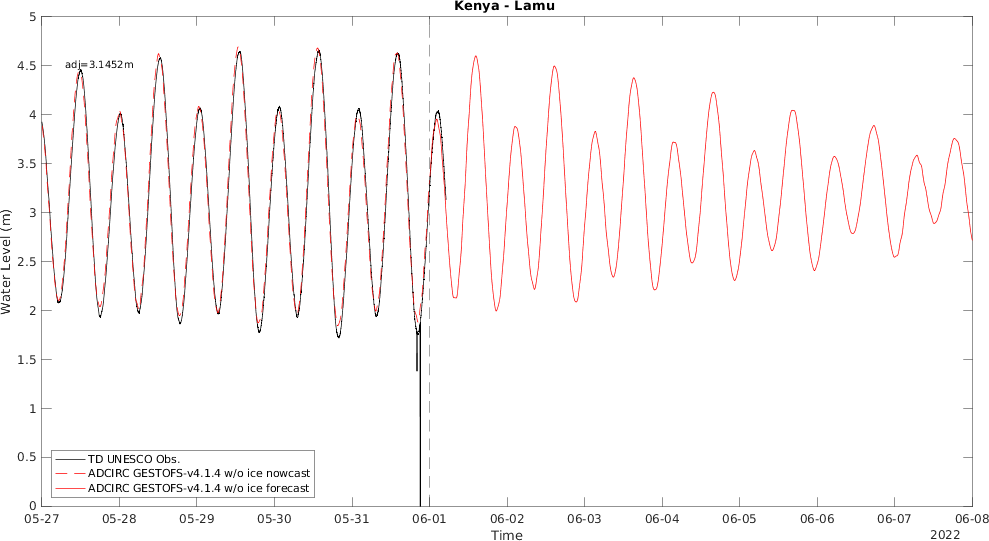 Kenya - Lamu
5
4.5
4
3.5
3
2.5
2
1.5
1
0.5
0
Water Level (m)
adj=3.1452m
TD UNESCO Obs.
ADCIRC GESTOFS-v4.1.4 w/o ice nowcast
ADCIRC GESTOFS-v4.1.4 w/o ice forecast
05-27 05-28 05-29 05-30 05-31 06-01 06-02 06-03 06-04 06-05 06-06 06-07 06-08
Time
2022